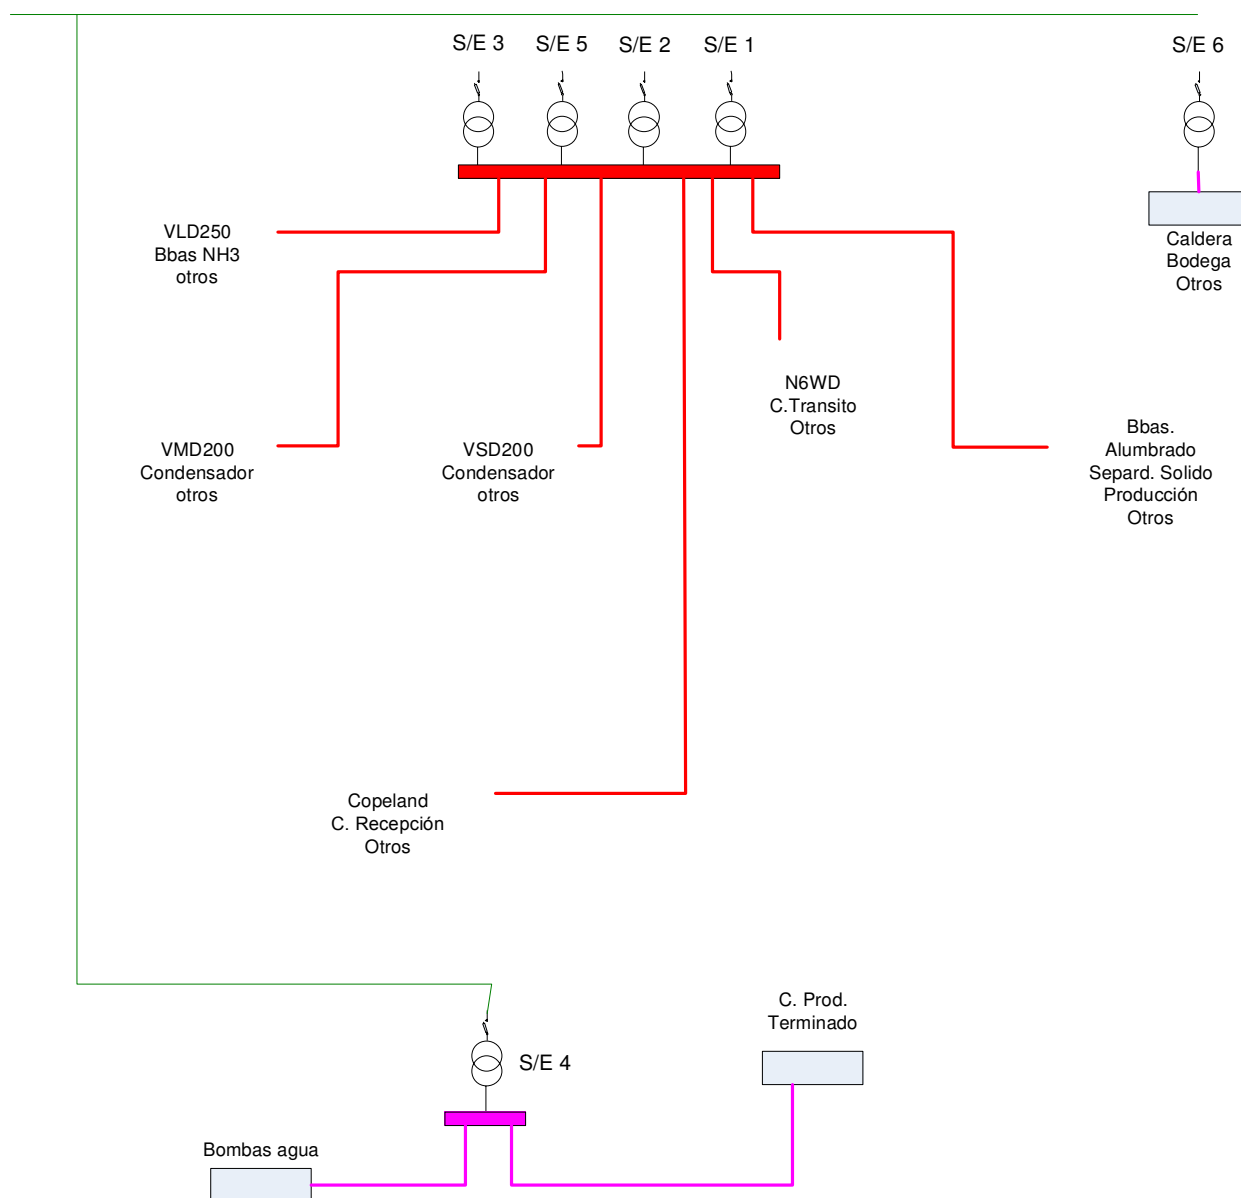 S/E 3
S/E 5
S/E 2
S/E 1
S/E 6
VLD250
Bbas NH3
otros
Caldera
Bodega
Otros
N6WD
C.Transito
Otros
VMD200
Condensador
otros
VSD200
Condensador
otros
Bbas.
Alumbrado
Separd. Solido
Producción
Otros
Copeland
C. Recepción
Otros
C. Prod.
Terminado
S/E 4
Bombas agua